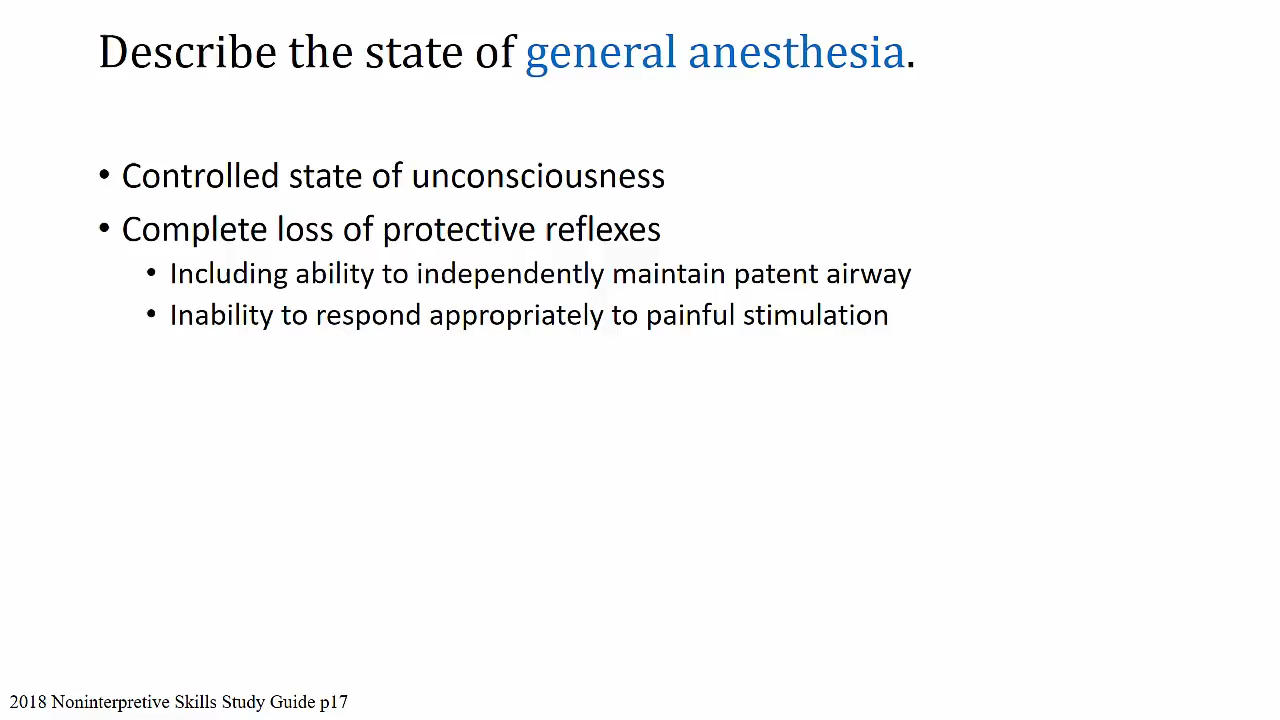 Describe the state of general anesthesia.
• Controlled state of unconsciousness
• Complete loss of protective reflexes
• Including ability to independently maintain patent airway
• Inability to respond appropriately to painful stimulation
2018 Noninterpretive Skills Study Guide p17